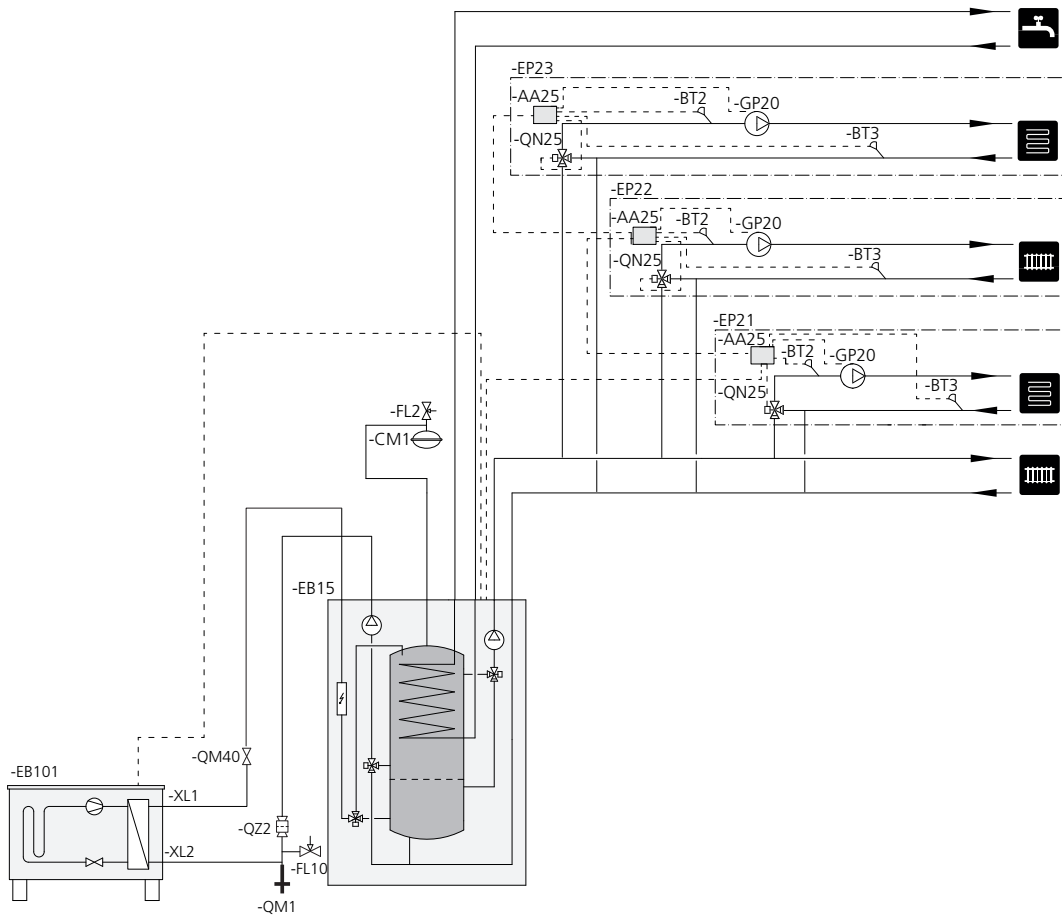 -EP23
-AA25
-BT2
-GP20
-QN25
-BT3
-EP22
-AA25
-BT2
-GP20
-QN25
-BT3
-EP21
-AA25
-BT2
-GP20
-QN25
-BT3
-FL2
-CM1
-EB15
-QM40
-EB101
-XL1
-QZ2
-XL2
-FL10
-QM1